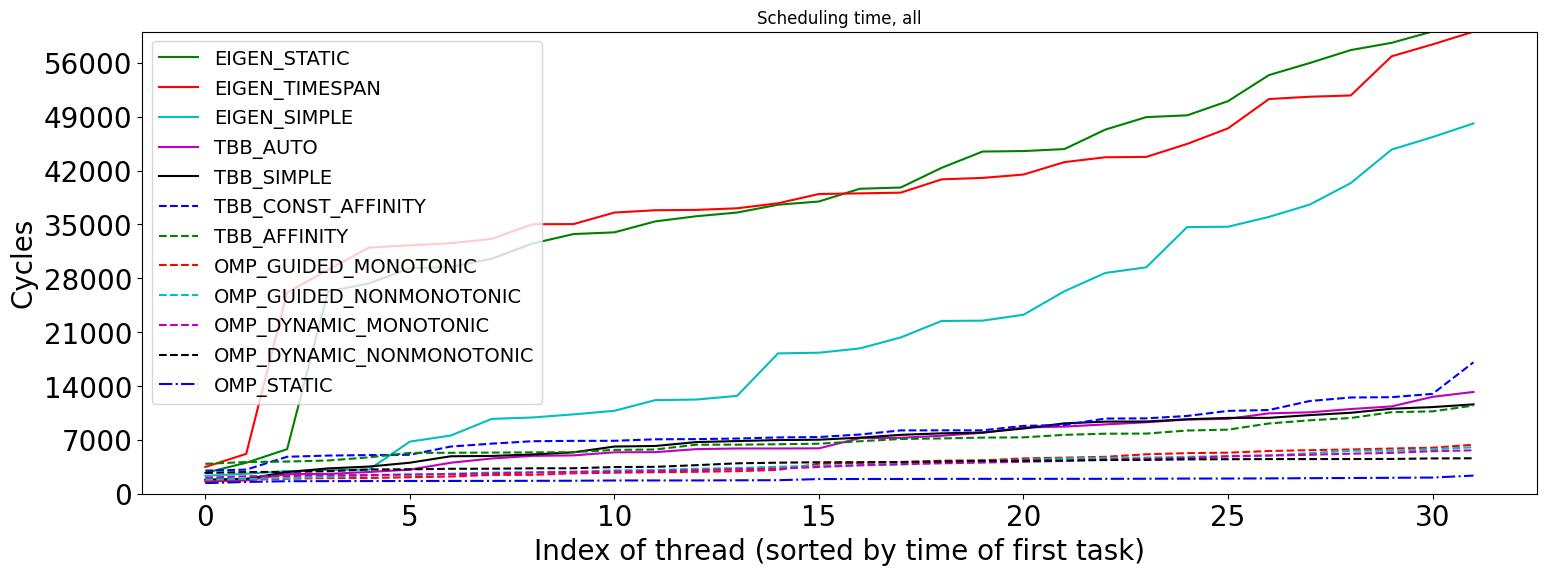 Scheduling time, all
Cycles
56000
49000
42000
35000
28000
21000
14000
7000
0
EIGEN_STATIC
EIGEN_TIMESPAN
EIGEN_SIMPLE
TBB_AUTO
TBB_SIMPLE
TBB_CONST_AFFINITY
TBB_AFFINITY
OMP_GUIDED_MONOTONIC
OMP_GUIDED_NONMONOTONIC
OMP_DYNAMIC_MONOTONIC
OMP_DYNAMIC_NONMONOTONIC
OMP_STATIC
0 5 10 15 20 25 30
Index of thread (sorted by time of first task)